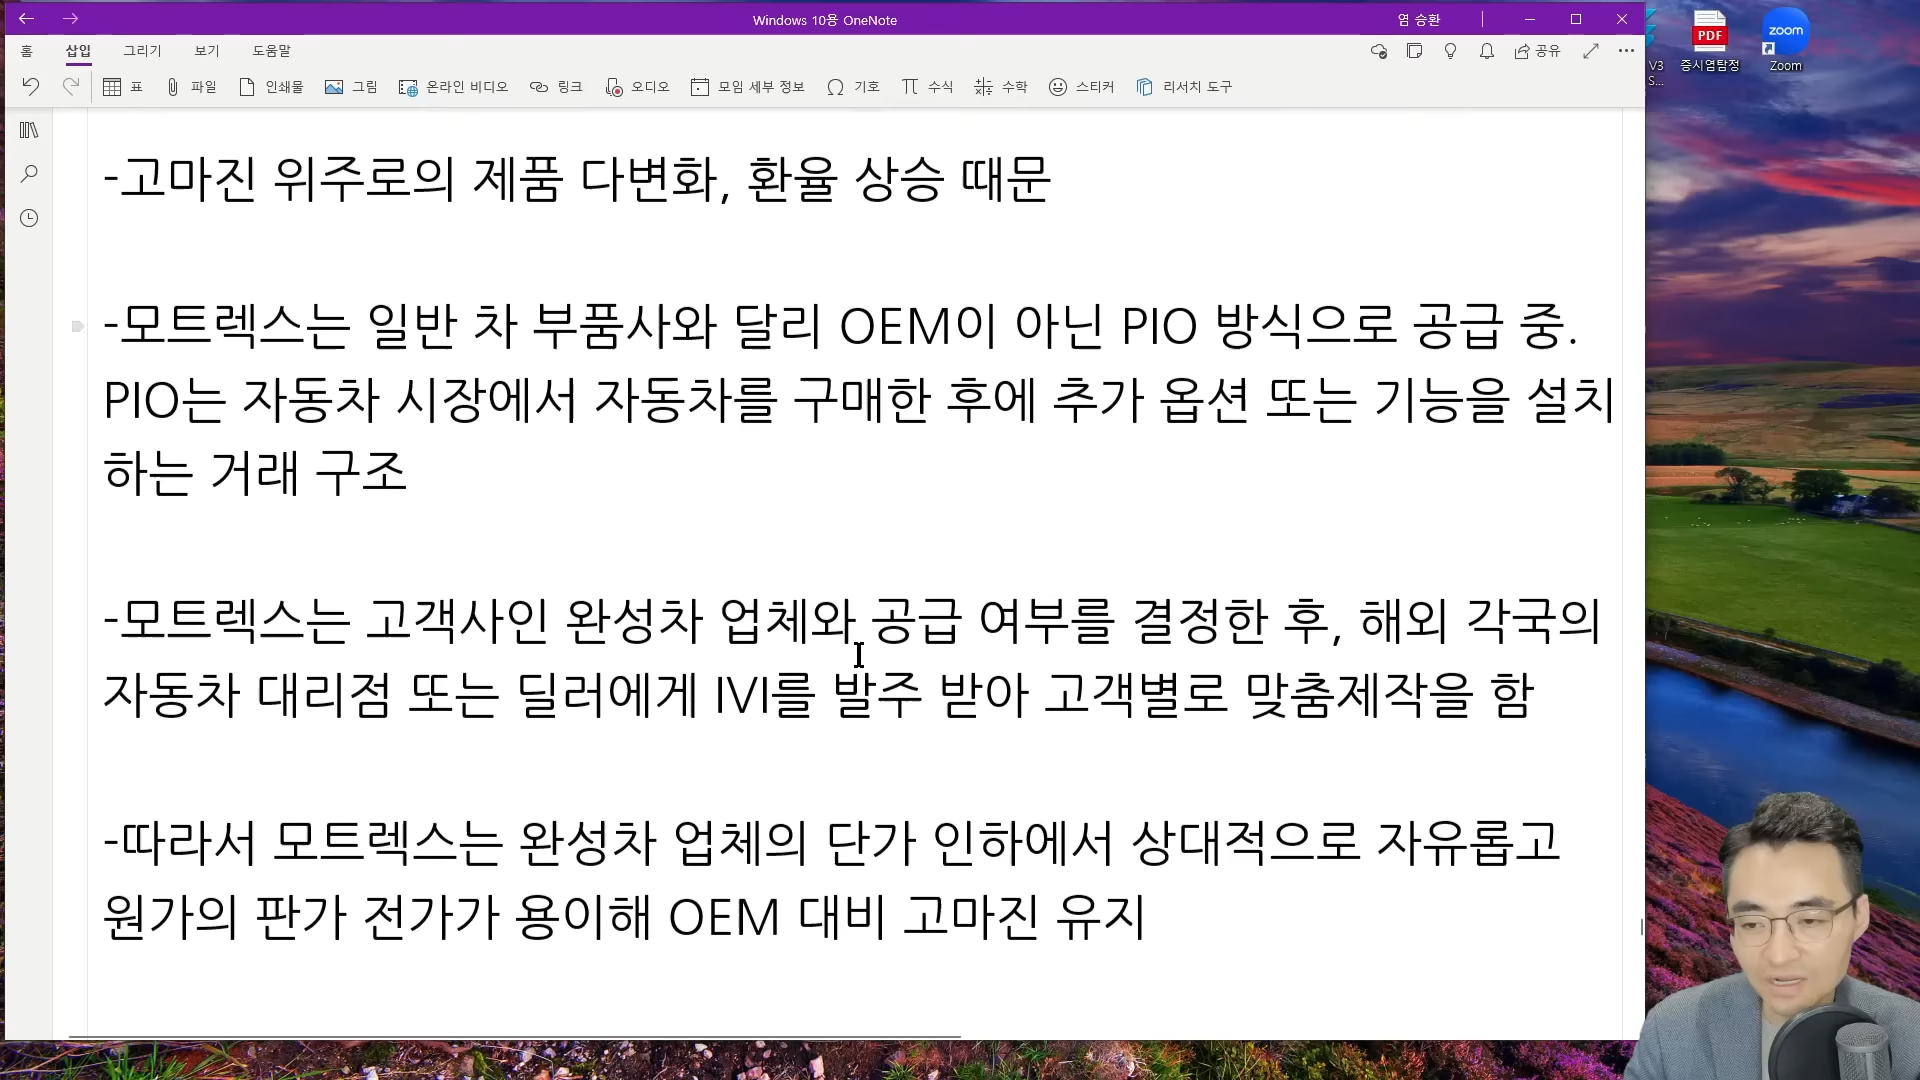 Windows 10용 OneNote
염 승환
홈 삽입 그리기 보기 도움말
공유
표 파일 인쇄물 그림 온라인 비디오 링크 오디오 모임 세부 정보 기호 수식 수학 스티커 리서치 도구
-고마진 위주로의 제품 다변화, 환율 상승 때문
-모트렉스는 일반 차 부품사와 달리 OEM이 아닌 PIO 방식으로 공급 중.
PIO는 자동차 시장에서 자동차를 구매한 후에 추가 옵션 또는 기능을 설치
하는 거래 구조
-모트렉스는 고객사인 완성차 업체와 공급 여부를 결정한 후, 해외 각국의
자동차 대리점 또는 딜러에게 IVI를 발주 받아 고객별로 맞춤제작을 함
-따라서 모트렉스는 완성차 업체의 단가 인하에서 상대적으로 자유롭고
원가의 판가 전가가 용이해 OEM 대비 고마진 유지
V3
S...
PDF
증시염탐정
zoom
Zoom